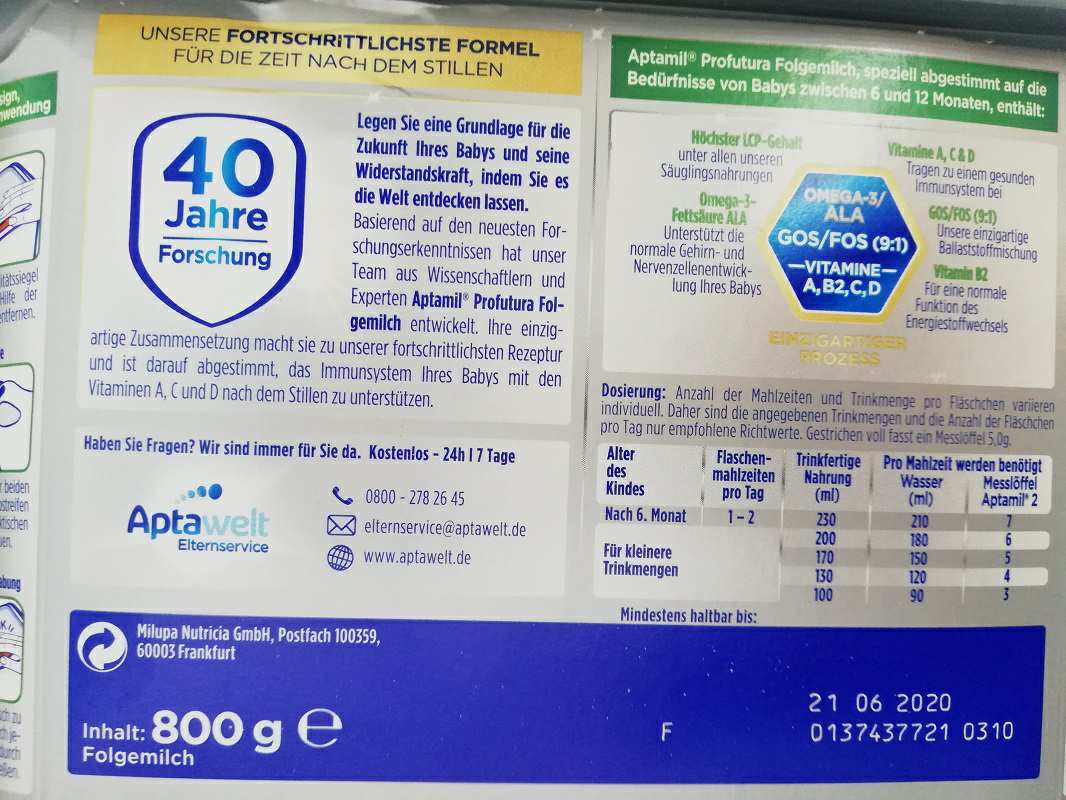 UNSERE FORTSCHRITTLICHSTE FORMEL
FÜR DIE ZEIT NACH DEM STILLEN
40
Jahre
Forschung
Legen Sie eine Grundlage für die
Zukunft Ihres Babys und seine
Widerstandskraft, indem Sie es
die Welt entdecken lassen.
Basierend auf den neuesten For-
schungserkenntnissen hat unser
Team aus Wissenschaftlern und
Experten Aptamil® Profutura Fol-
gemilch entwickelt. Ihre einzig-
artige Zusammensetzung macht sie zu unserer fortschrittlichsten Rezeptur
und ist darauf abgestimmt, das Immunsystem Ihres Babys mit den
Vitaminen A, C und D nach dem Stillen zu unterstützen.
Haben Sie Fragen? Wir sind immer für Sie da. Kostenlos - 24h I 7 Tage
Aptawelt
Elternservice
0800 - 278 26 45
elternservice@aptawelt.de
www.aptawelt.de
Aptamil® Profutura Folgemilch, speziell abgestimmt auf die
Bedürfnisse von Babys zwischen 6 und 12 Monaten, enthält:
Höchster LCP-Gehalt
unter allen unseren
Säuglingsnahrungen
Omega-3-
Fettsäure ALA
Unterstützt die
normale Gehirn- und
Nervenzellenentwick-
lung Ihres Babys
OMEGA-3/
ALA
GOS/FOS (9:1)
—VITAMINE—
A, B2, C, D
EINZIGARTIGER
PROZESS
Vitamine A, C & D
Tragen zu einem gesunden
Immunsystem bei
GOS/FOS (9:1)
Unsere einzigartige
Ballaststoffmischung
Vitamin B2
Für eine normale
Funktion des
Energiestoffwechsels
Dosierung: Anzahl der Mahlzeiten und Trinkmenge pro Fläschchen variieren
individuell. Daher sind die angegebenen Trinkmengen und die Anzahl der Fläschchen
pro Tag nur empfohlene Richtwerte. Gestrichen voll fasst ein Messlöffel 5,0g.
Alter des Kindes Flaschen-mahlzeiten pro Tag Trinkfertige Nahrung (ml) Pro Mahlzeit werden benötigt Wasser (ml) Messlöffel Aptamil® 2
Nach 6. Monat 1 – 2 230 210 7
Für kleinere Trinkmengen 200 180 6
170 150 5
130 120 4
100 90 3
Mindestens haltbar bis:
Milupa Nutricia GmbH, Postfach 100359,
60003 Frankfurt
Inhalt: 800 g e
Folgemilch
F
21 06 2020
0137437721 0310